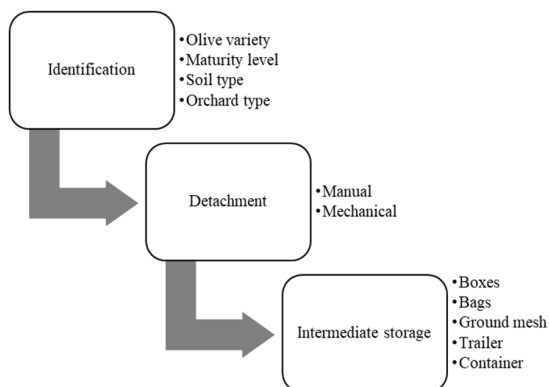 Identification
•Olive variety
•Maturity level
•Soil type
•Orchard type
Detachment
•Manual
•Mechanical
Intermediate storage
•Boxes
•Bags
•Ground mesh
•Trailer
•Container